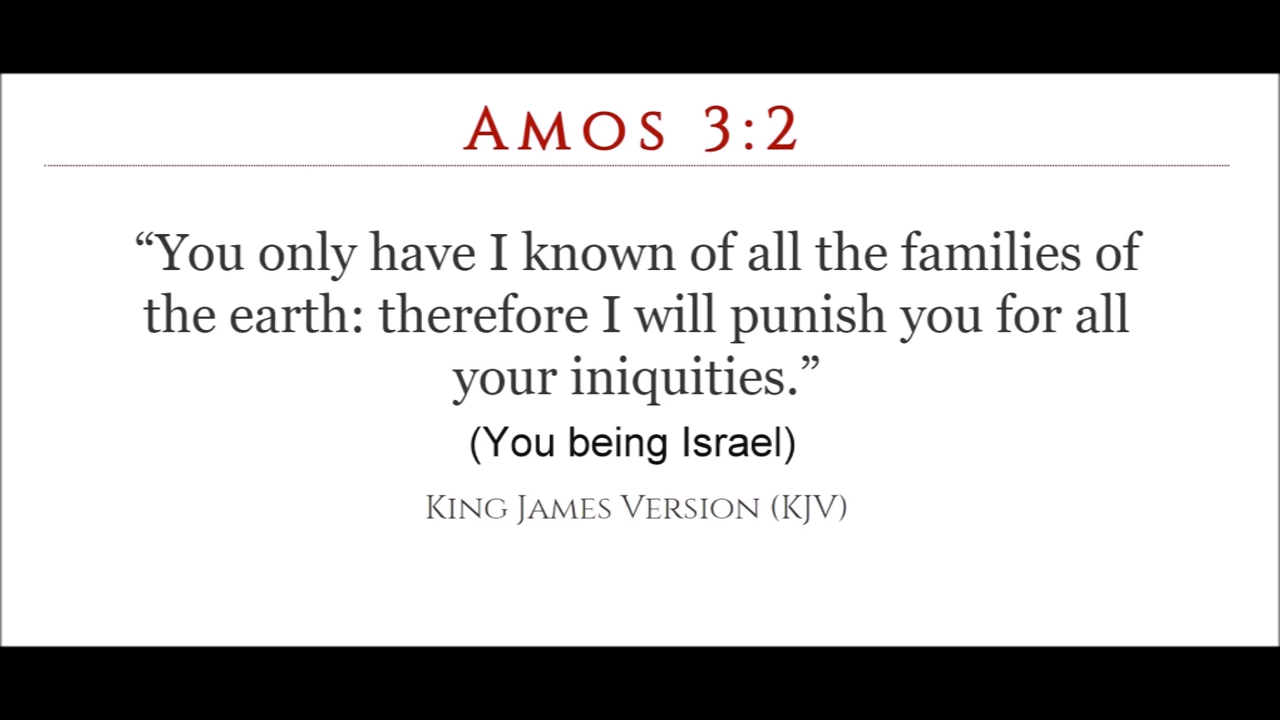 Amos 3:2
“You only have I known of all the families of
the earth: therefore I will punish you for all
your iniquities.”
(You being Israel)
King James Version (KJV)